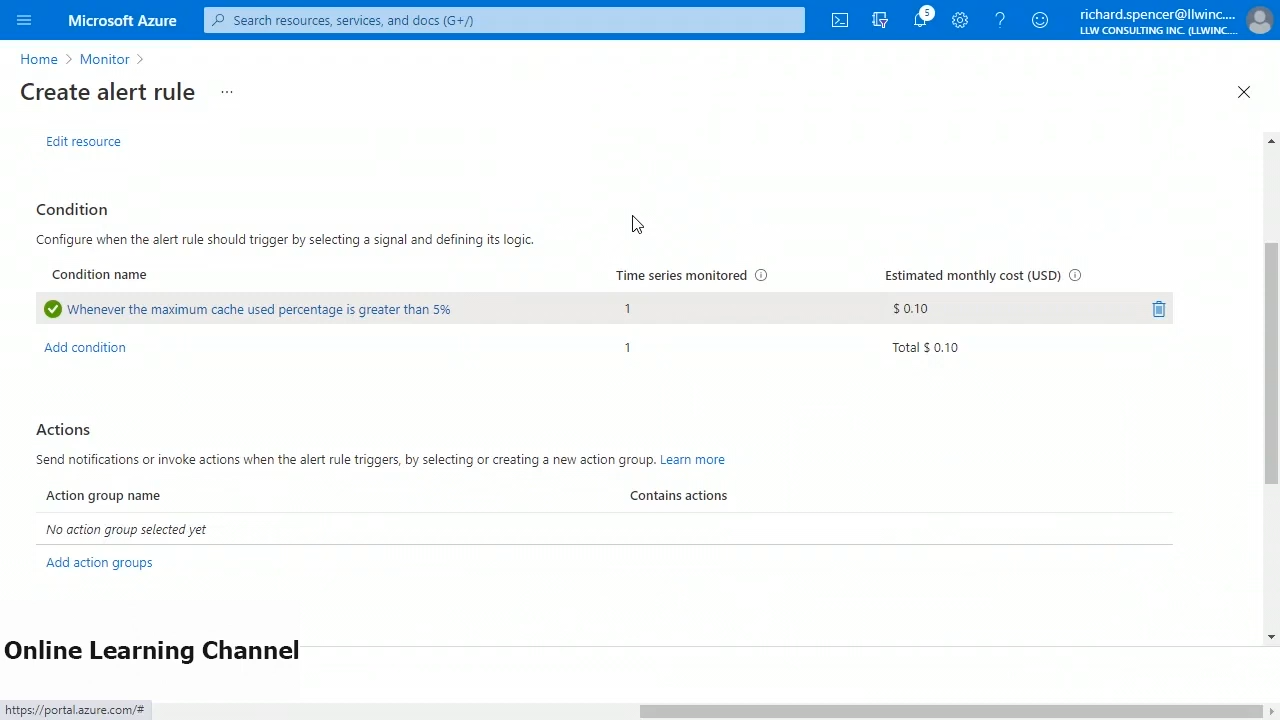 Microsoft Azure
Search resources, services, and docs (G+/)
5
richard.spencer@llwinc....
LLW CONSULTING INC. (LLWINC....
Home > Monitor >
Create alert rule ...
Edit resource
Condition
Configure when the alert rule should trigger by selecting a signal and defining its logic.
Condition name Time series monitored Estimated monthly cost (USD)
Whenever the maximum cache used percentage is greater than 5% 1 $ 0.10
Add condition 1 Total $ 0.10
Actions
Send notifications or invoke actions when the alert rule triggers, by selecting or creating a new action group. Learn more
Action group name Contains actions
No action group selected yet
Add action groups
Online Learning Channel
https://portal.azure.com/#